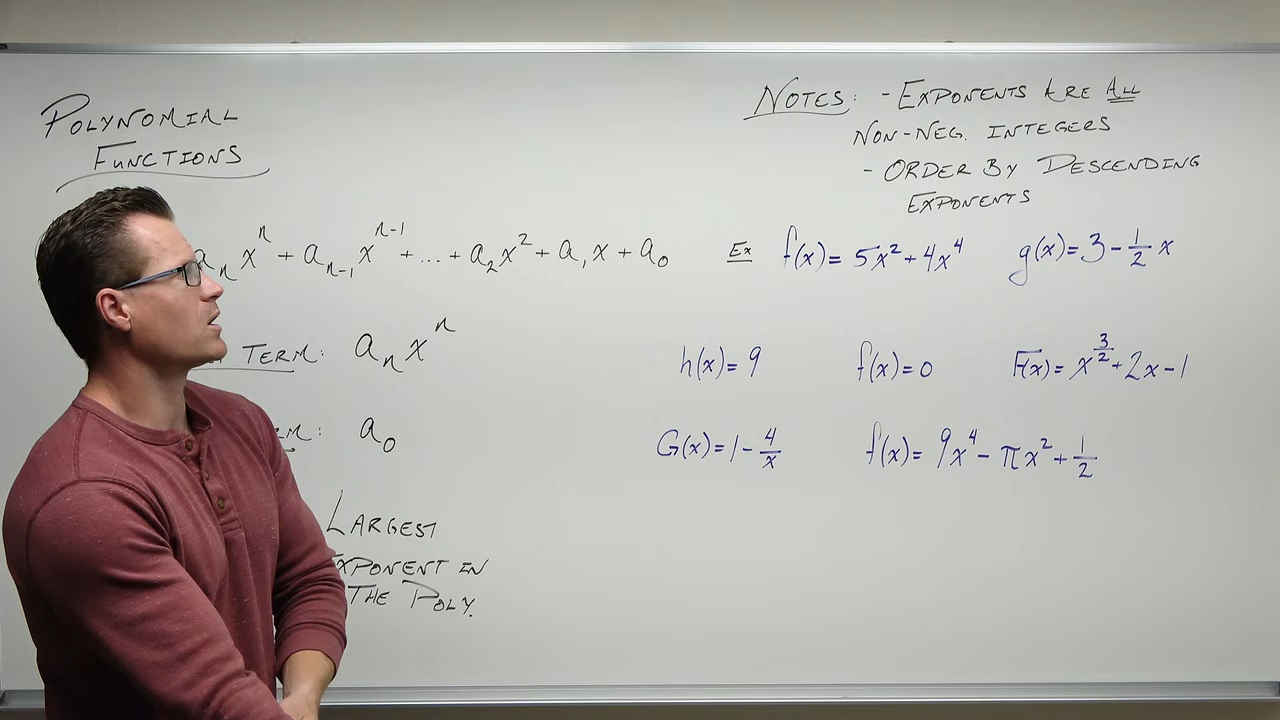 POLYNOMIAL
FUNCTIONS
aₙxⁿ + aₙ₋₁xⁿ⁻¹ + ... + a₂x² + a₁x + a₀
TERM: aₙxⁿ
: a₀
LARGEST
EXPONENT IN
THE POLY.
NOTES: - EXPONENTS ARE ALL
NON-NEG. INTEGERS
- ORDER BY DESCENDING
EXPONENTS
Ex f(x)= 5x²+4x⁴ g(x)=3-1/2 x
h(x)= 9 f(x)= 0 F(x)= x^(3/2)+2x-1
G(x)=1-4/x f(x)= 9x⁴- πx²+1/2